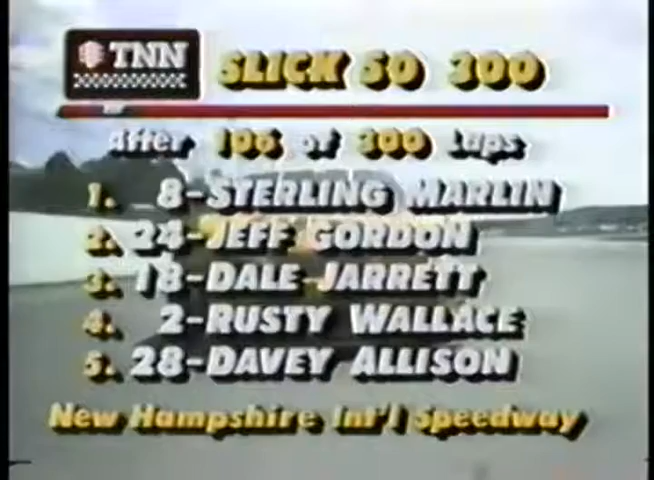 TNN SLICK 50 300
After 106 of 300 Laps
1. 8-STERLING MARLIN
2. 24-JEFF GORDON
3. 18-DALE JARRETT
4. 2-RUSTY WALLACE
5. 28-DAVEY ALLISON
New Hampshire Int'l Speedway